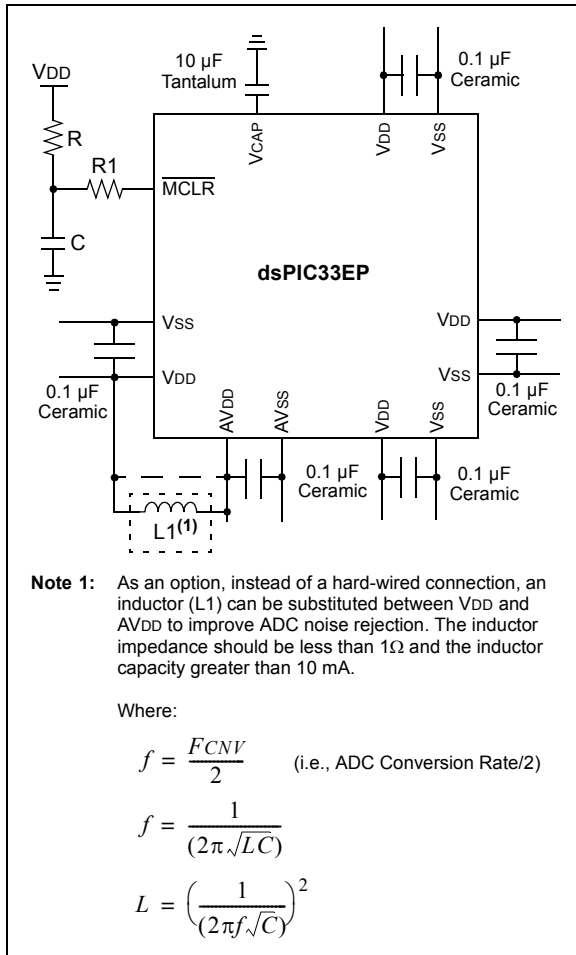 VDD
10 µF
Tantalum
0.1 µF
Ceramic
R
R1
C
VCAP
VDD
VSS
MCLR
dsPIC33EP
VSS
VDD
VDD
VSS
0.1 µF
Ceramic
0.1 µF
Ceramic
AVDD
AVSS
VDD
VSS
0.1 µF
Ceramic
0.1 µF
Ceramic
L1(1)
Note 1: As an option, instead of a hard-wired connection, an
inductor (L1) can be substituted between VDD and
AVDD to improve ADC noise rejection. The inductor
impedance should be less than 1Ω and the inductor
capacity greater than 10 mA.
Where:
f = FCNV / 2 (i.e., ADC Conversion Rate/2)
f = 1 / (2π√LC)
L = (1 / (2πf√C))²